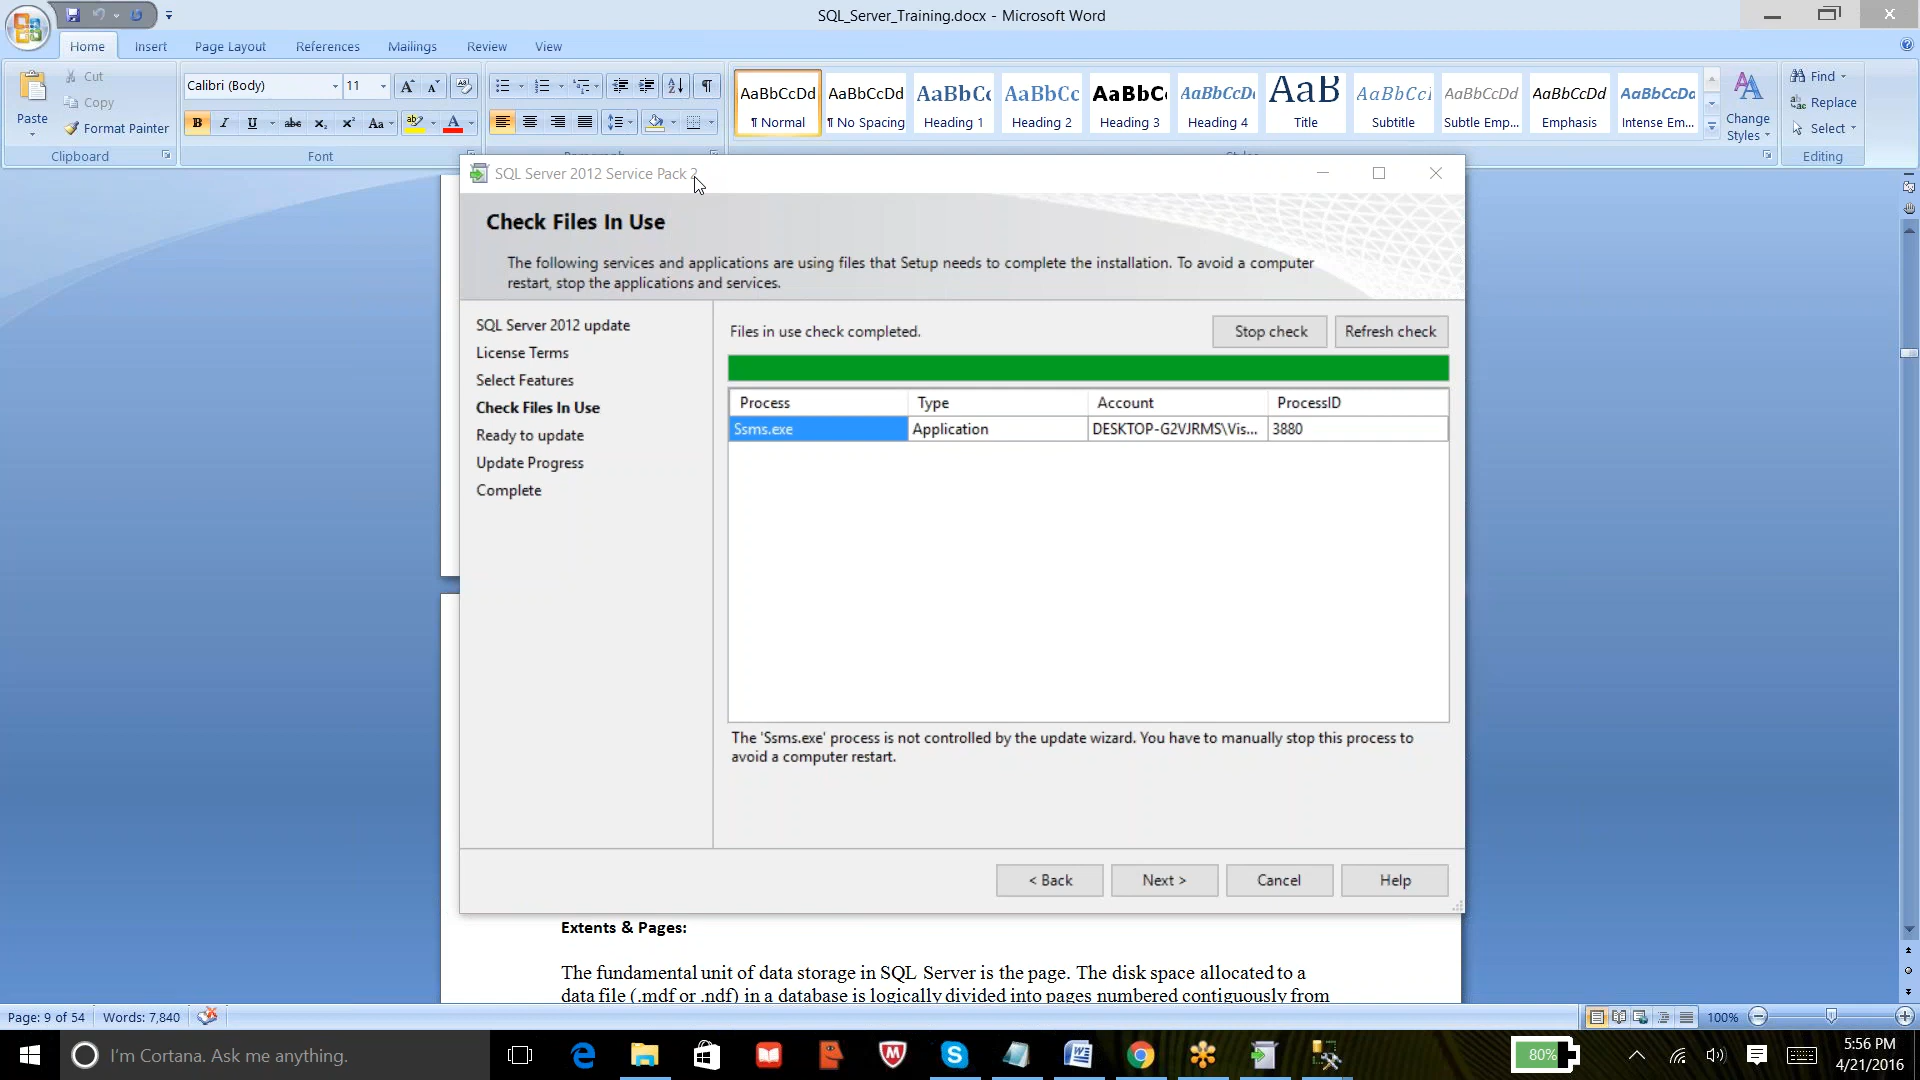 SQL_Server_Training.docx - Microsoft Word
Home Insert Page Layout References Mailings Review View
Paste
Cut
Copy
Format Painter
Clipboard
Calibri (Body) 11
Font
AaBbCcDd ¶ Normal
AaBbCcDd ¶ No Spacing
AaBbCc Heading 1
AaBbCc Heading 2
AaBbCc Heading 3
AaBbCcDc Heading 4
AaB Title
AaBbCcl Subtitle
AaBbCcDd Subtle Emp...
AaBbCcDd Emphasis
AaBbCcDd Intense Em...
Change Styles
Find
Replace
Select
Editing
SQL Server 2012 Service Pack 2
Check Files In Use
The following services and applications are using files that Setup needs to complete the installation. To avoid a computer
restart, stop the applications and services.
SQL Server 2012 update
License Terms
Select Features
Check Files In Use
Ready to update
Update Progress
Complete
Files in use check completed.
Stop check
Refresh check
Process Type Account ProcessID
Ssms.exe Application DESKTOP-G2VJRMS\Vis... 3880
The 'Ssms.exe' process is not controlled by the update wizard. You have to manually stop this process to
avoid a computer restart.
< Back Next > Cancel Help
Extents & Pages:
The fundamental unit of data storage in SQL Server is the page. The disk space allocated to a
data file (.mdf or .ndf) in a database is logically divided into pages numbered contiguously from
Page: 9 of 54 Words: 7,840 100%
I'm Cortana. Ask me anything.
80%
5:56 PM
4/21/2016